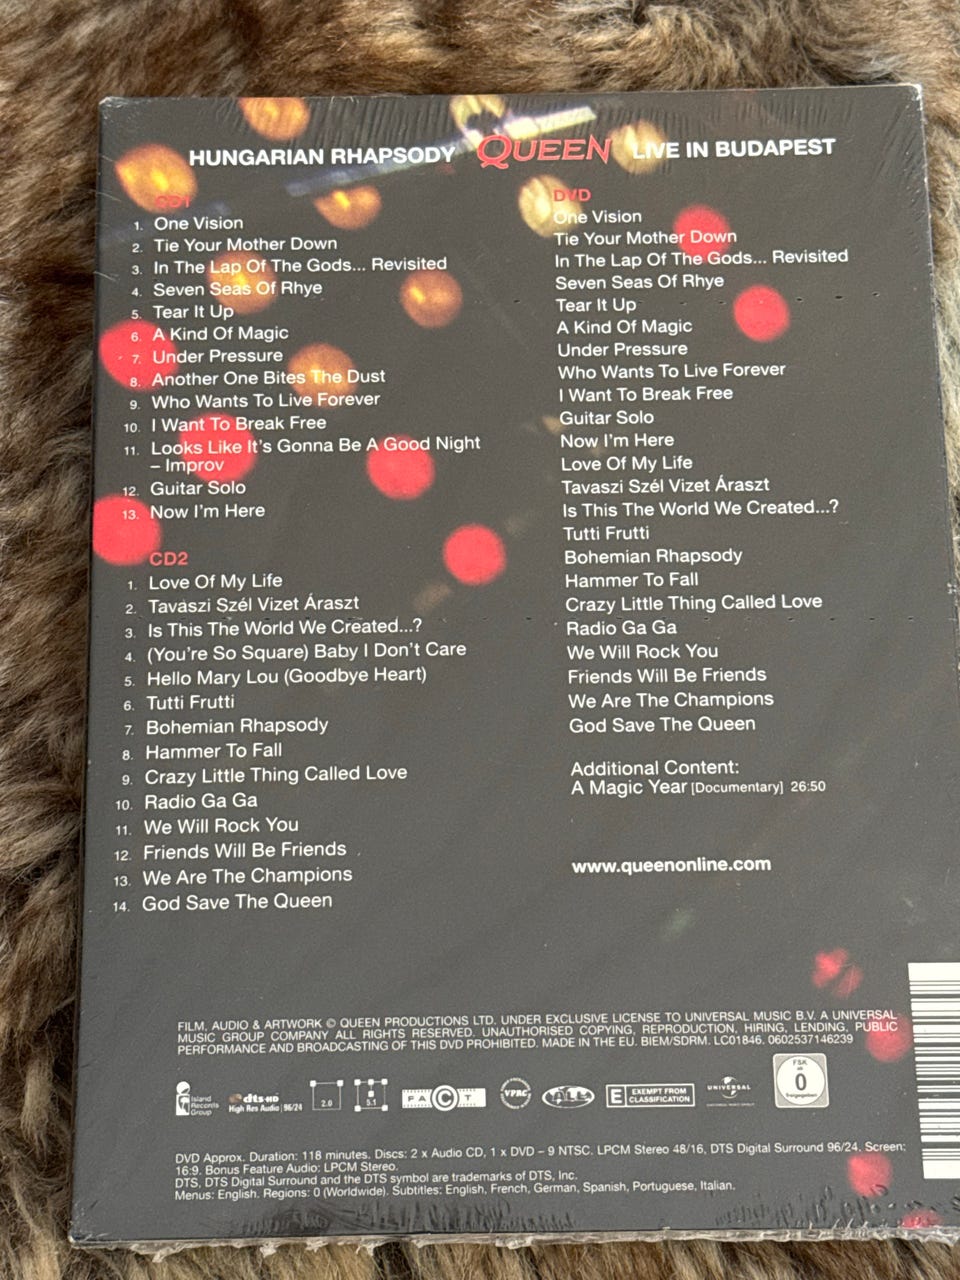 HUNGARIAN RHAPSODY QUEEN LIVE IN BUDAPEST
CD1
1. One Vision
2. Tie Your Mother Down
3. In The Lap Of The Gods... Revisited
4. Seven Seas Of Rhye
5. Tear It Up
6. A Kind Of Magic
7. Under Pressure
8. Another One Bites The Dust
9. Who Wants To Live Forever
10. I Want To Break Free
11. Looks Like It's Gonna Be A Good Night
– Improv
12. Guitar Solo
13. Now I'm Here
CD2
1. Love Of My Life
2. Tavaszi Szél Vizet Áraszt
3. Is This The World We Created...?
4. (You're So Square) Baby I Don't Care
5. Hello Mary Lou (Goodbye Heart)
6. Tutti Frutti
7. Bohemian Rhapsody
8. Hammer To Fall
9. Crazy Little Thing Called Love
10. Radio Ga Ga
11. We Will Rock You
12. Friends Will Be Friends
13. We Are The Champions
14. God Save The Queen
DVD
One Vision
Tie Your Mother Down
In The Lap Of The Gods... Revisited
Seven Seas Of Rhye
Tear It Up
A Kind Of Magic
Under Pressure
Who Wants To Live Forever
I Want To Break Free
Guitar Solo
Now I'm Here
Love Of My Life
Tavaszi Szél Vizet Áraszt
Is This The World We Created...?
Tutti Frutti
Bohemian Rhapsody
Hammer To Fall
Crazy Little Thing Called Love
Radio Ga Ga
We Will Rock You
Friends Will Be Friends
We Are The Champions
God Save The Queen
Additional Content:
A Magic Year [Documentary] 26:50
www.queenonline.com
FILM, AUDIO & ARTWORK © QUEEN PRODUCTIONS LTD. UNDER EXCLUSIVE LICENSE TO UNIVERSAL MUSIC B.V. A UNIVERSAL
MUSIC GROUP COMPANY ALL RIGHTS RESERVED. UNAUTHORISED COPYING, REPRODUCTION, HIRING, LENDING, PUBLIC
PERFORMANCE AND BROADCASTING OF THIS DVD PROHIBITED. MADE IN THE EU. BIEM/SDRM. LC01846. 0602537146239
Island
Records
Group
dts-HD
High Res Audio | 96/24
2.0
5.1
FACT
VPRC
E EXEMPT FROM
CLASSIFICATION
UNIVERSAL
FSK
ab
0
freigegeben
DVD Approx. Duration: 118 minutes. Discs: 2 x Audio CD, 1 x DVD – 9 NTSC. LPCM Stereo 48/16, DTS Digital Surround 96/24. Screen:
16:9. Bonus Feature Audio: LPCM Stereo.
DTS, DTS Digital Surround and the DTS symbol are trademarks of DTS, Inc.
Menus: English. Regions: 0 (Worldwide). Subtitles: English, French, German, Spanish, Portuguese, Italian.